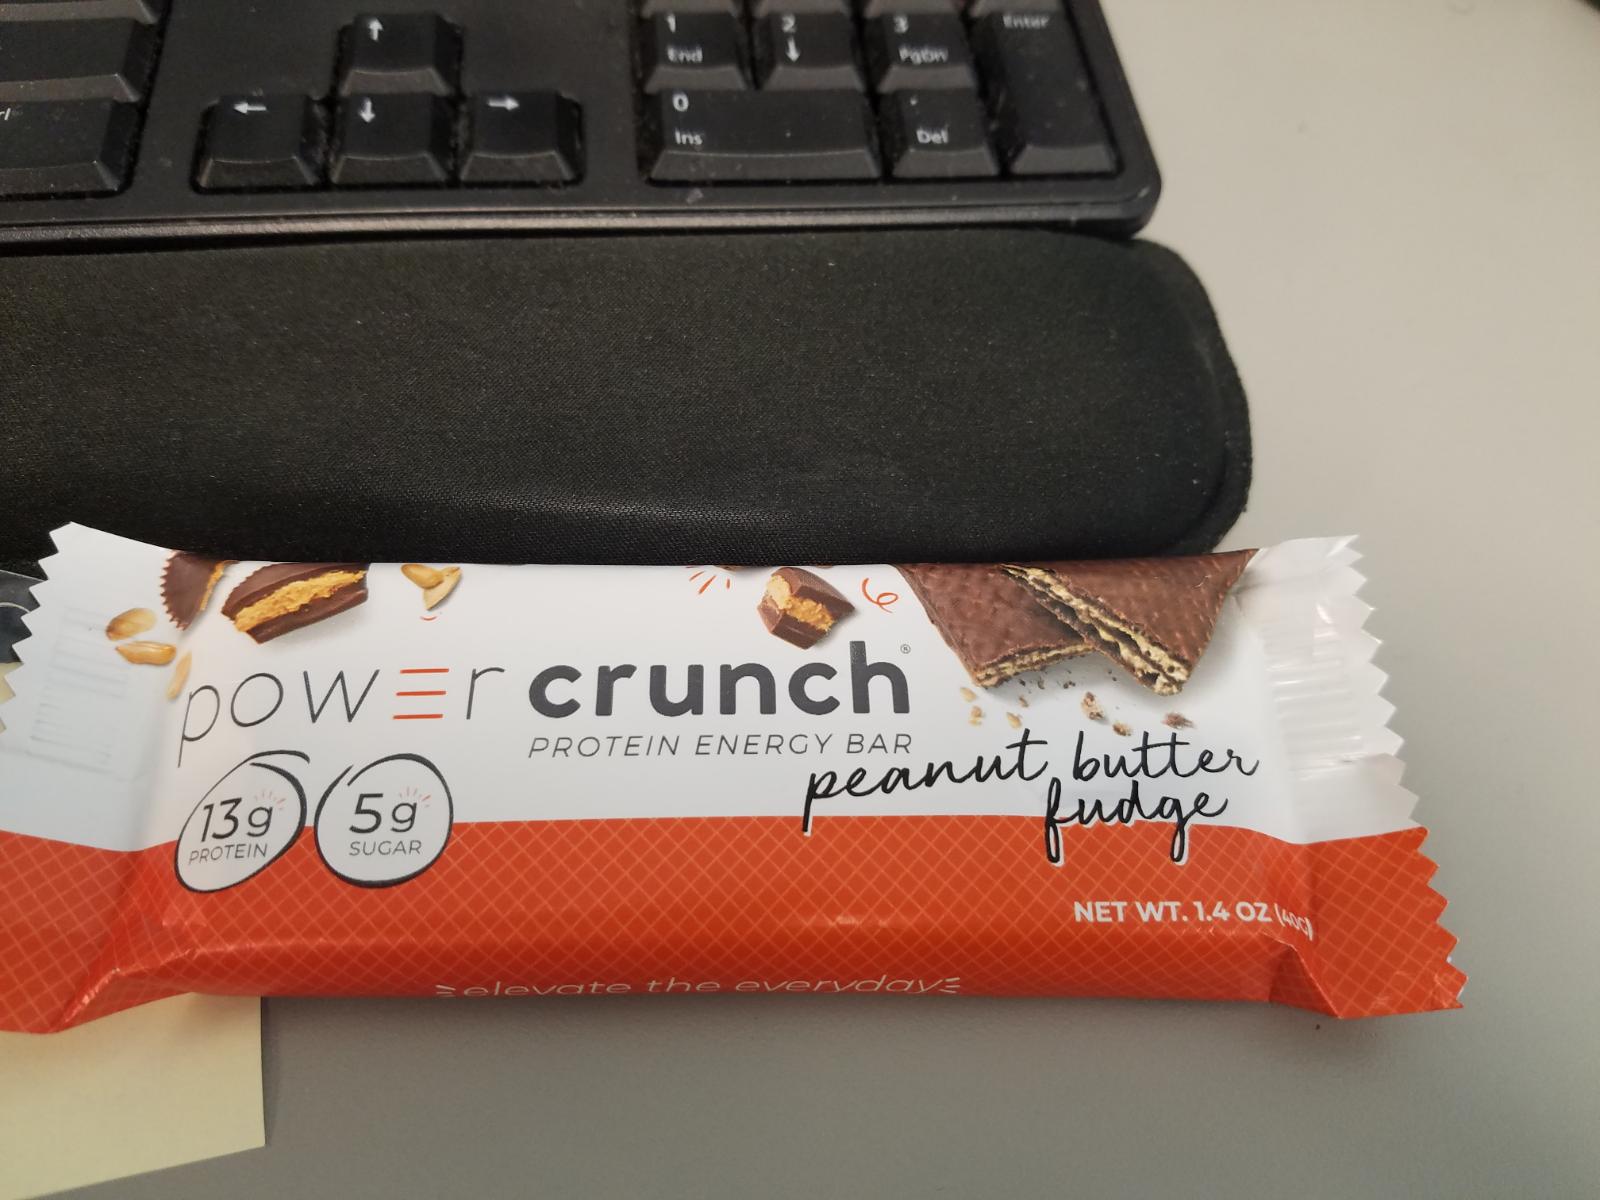 ↑
← ↓ →
1
End
2
↓
3
PgDn
Enter
0
Ins
.
Del
power crunch®
PROTEIN ENERGY BAR
peanut butter
fudge
13g
PROTEIN
5g
SUGAR
NET WT. 1.4 OZ (40G)
elevate the everyday